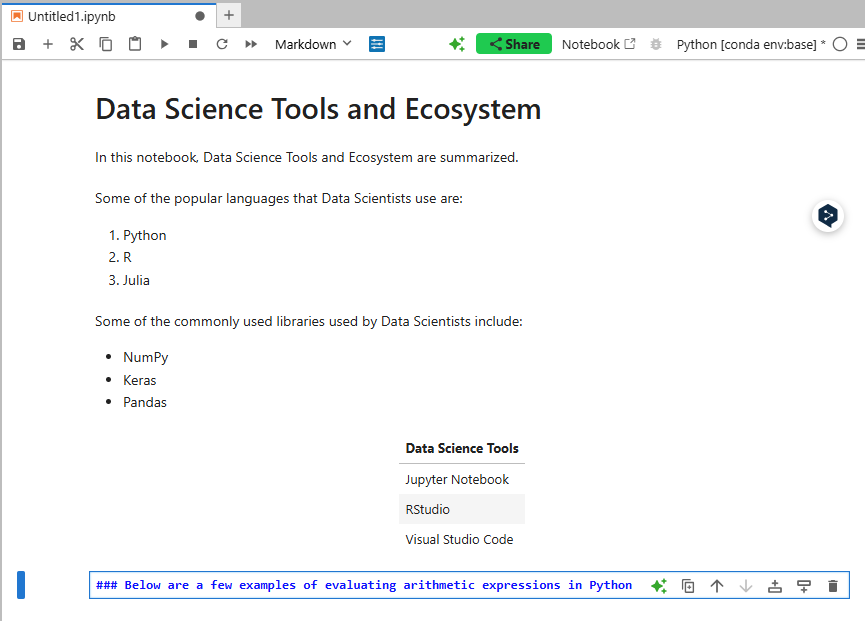 Untitled1.ipynb
Markdown
Share
Notebook
Python [conda env:base] *
Data Science Tools and Ecosystem
In this notebook, Data Science Tools and Ecosystem are summarized.
Some of the popular languages that Data Scientists use are:
1. Python
2. R
3. Julia
Some of the commonly used libraries used by Data Scientists include:
• NumPy
• Keras
• Pandas
Data Science Tools
Jupyter Notebook
RStudio
Visual Studio Code
### Below are a few examples of evaluating arithmetic expressions in Python